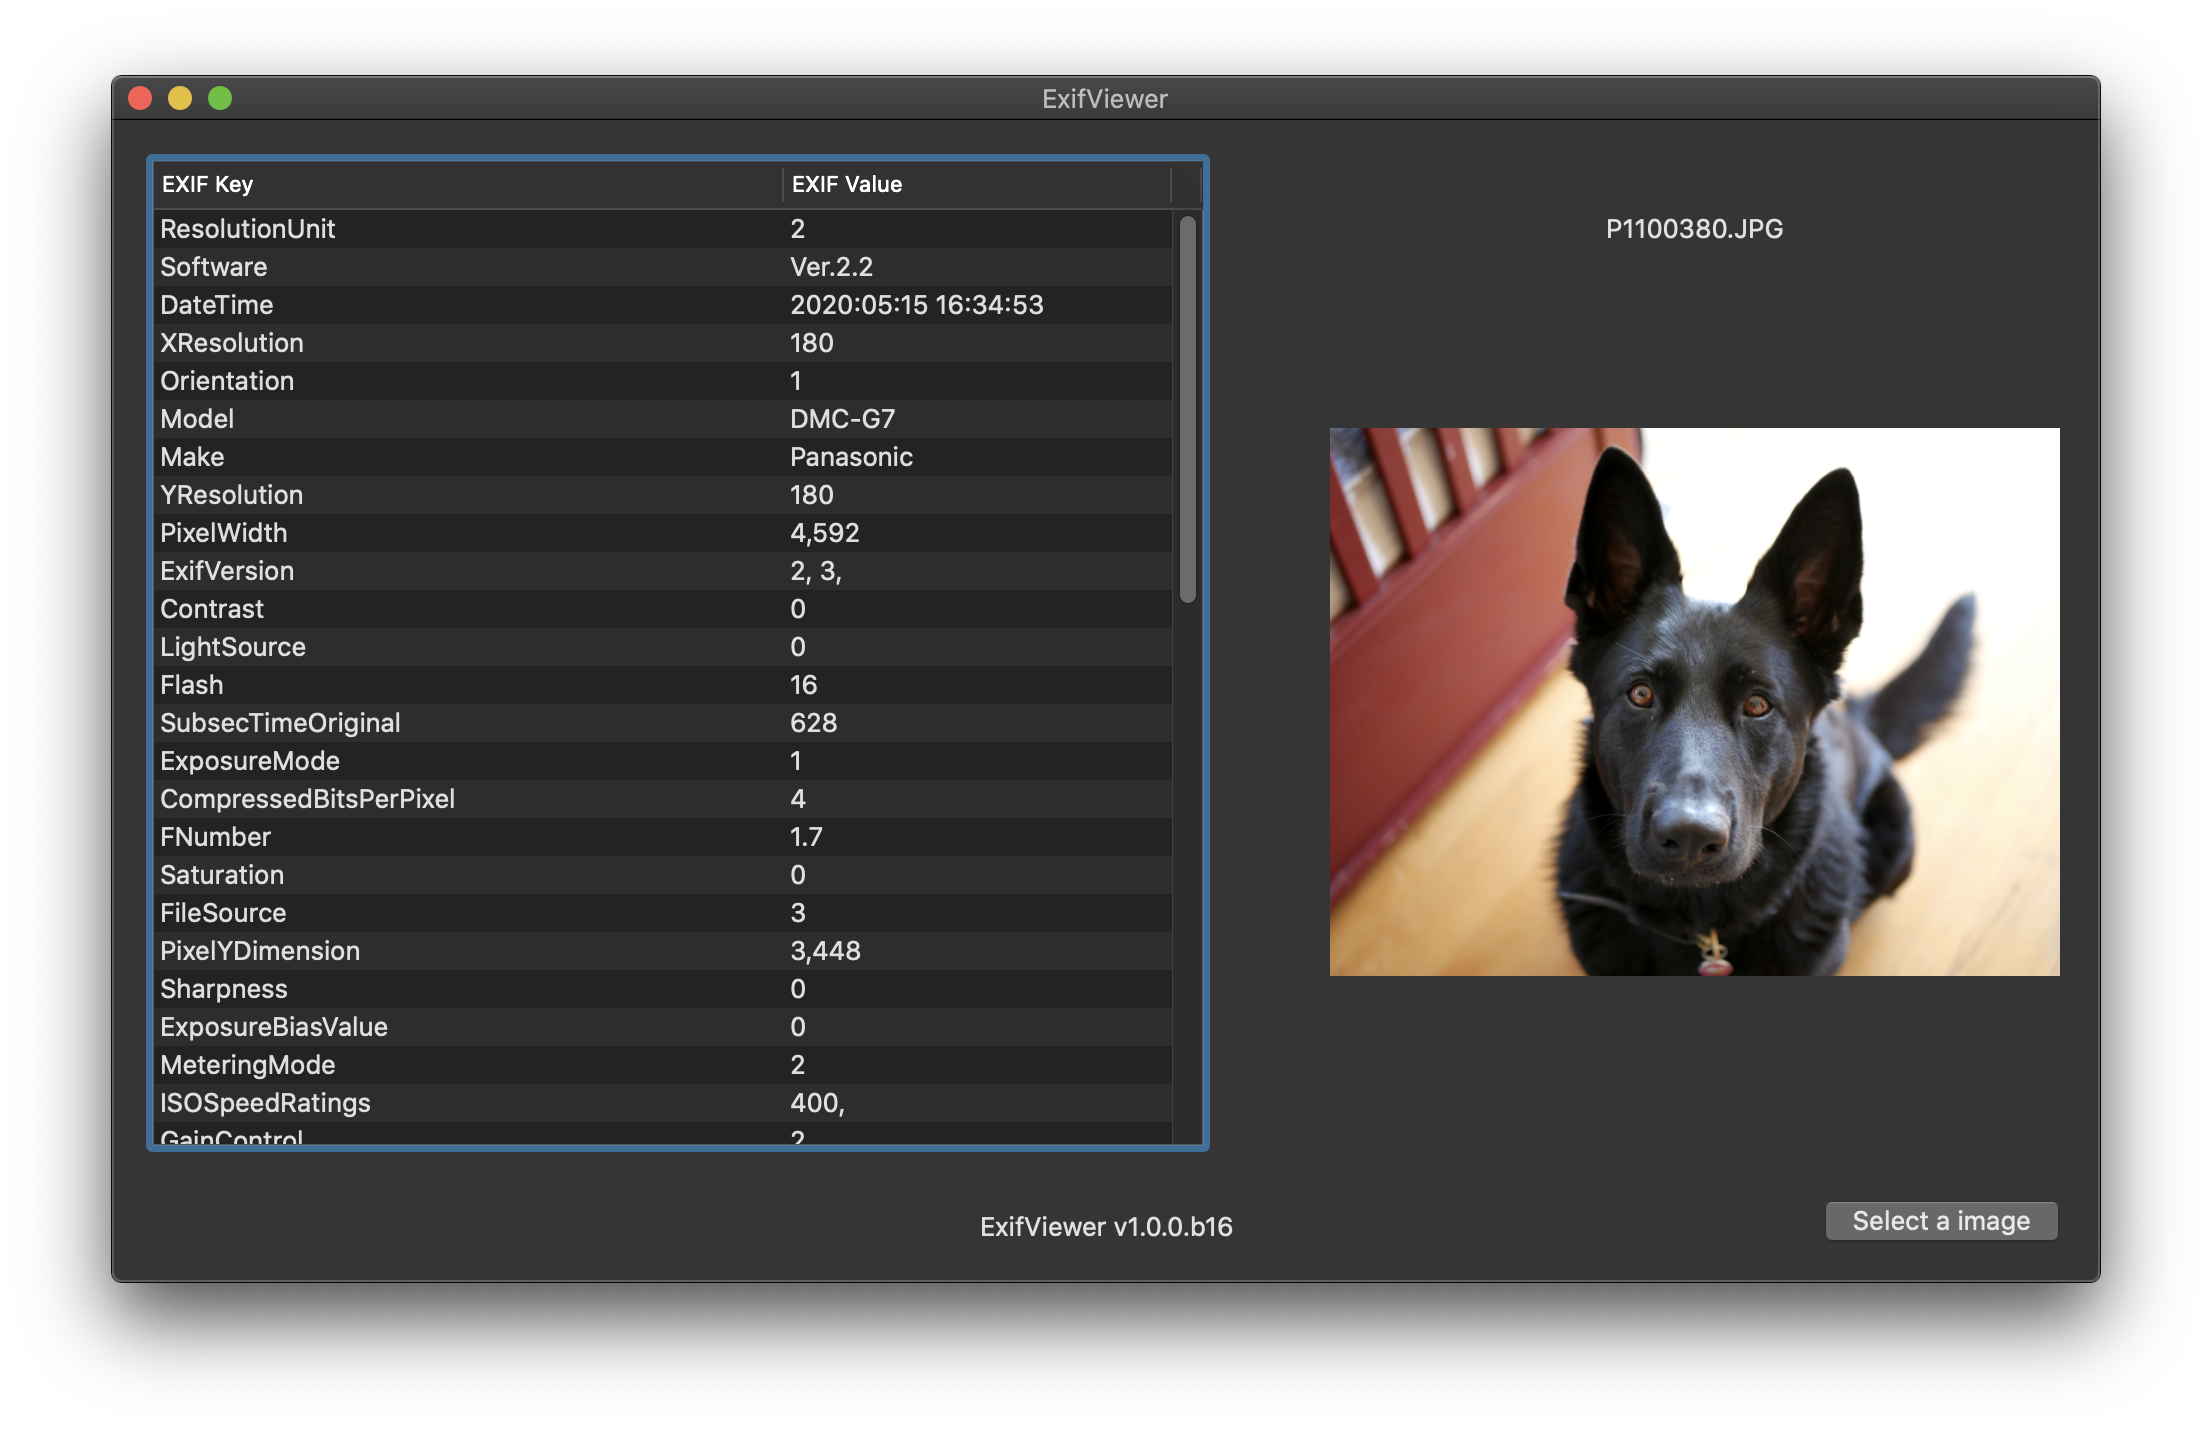 ExifViewer
EXIF Key EXIF Value
ResolutionUnit 2
Software Ver.2.2
DateTime 2020:05:15 16:34:53
XResolution 180
Orientation 1
Model DMC-G7
Make Panasonic
YResolution 180
PixelWidth 4,592
ExifVersion 2, 3,
Contrast 0
LightSource 0
Flash 16
SubsecTimeOriginal 628
ExposureMode 1
CompressedBitsPerPixel 4
FNumber 1.7
Saturation 0
FileSource 3
PixelYDimension 3,448
Sharpness 0
ExposureBiasValue 0
MeteringMode 2
ISOSpeedRatings 400,
GainControl 2
P1100380.JPG
ExifViewer v1.0.0.b16
Select a image